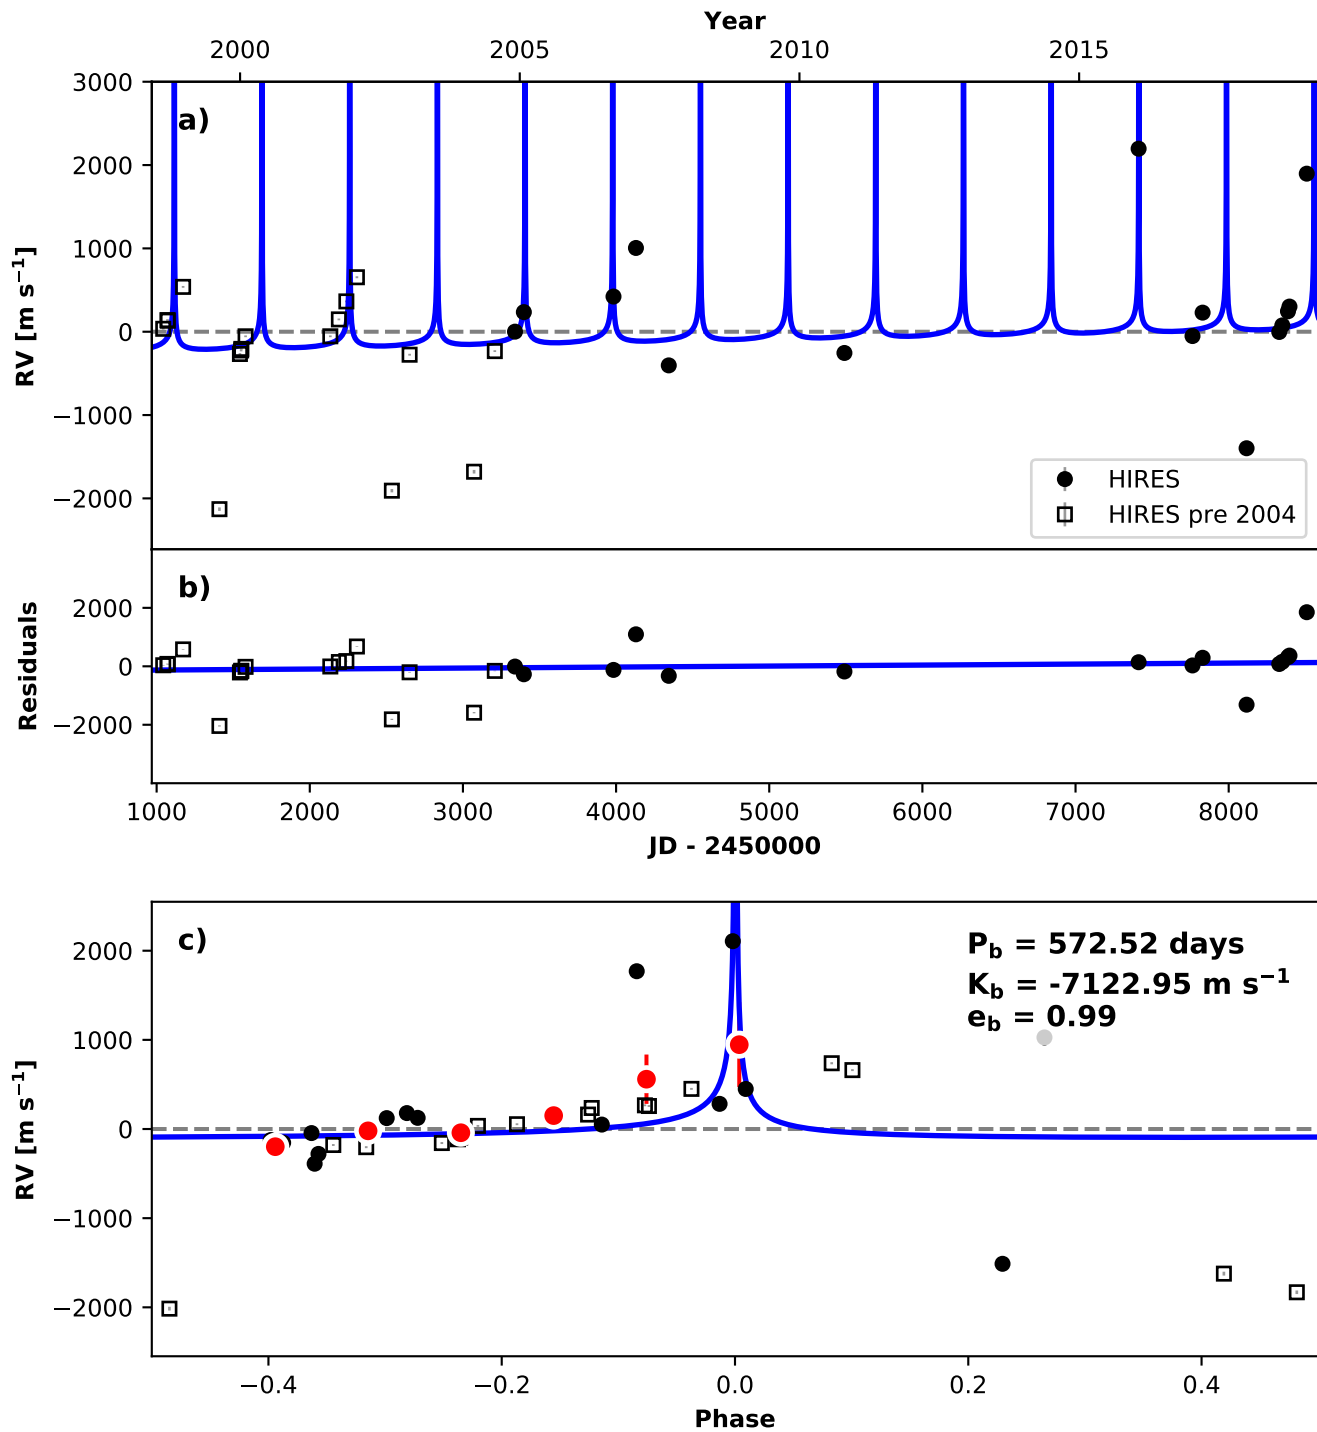 Year
2000 2005 2010 2015
a)
3000
2000
1000
0
−1000
−2000
RV [m s⁻¹]
HIRES
HIRES pre 2004
b)
2000
0
−2000
Residuals
1000 2000 3000 4000 5000 6000 7000 8000
JD - 2450000
c)
P_b = 572.52 days
K_b = -7122.95 m s⁻¹
e_b = 0.99
2000
1000
0
−1000
−2000
RV [m s⁻¹]
−0.4 −0.2 0.0 0.2 0.4
Phase